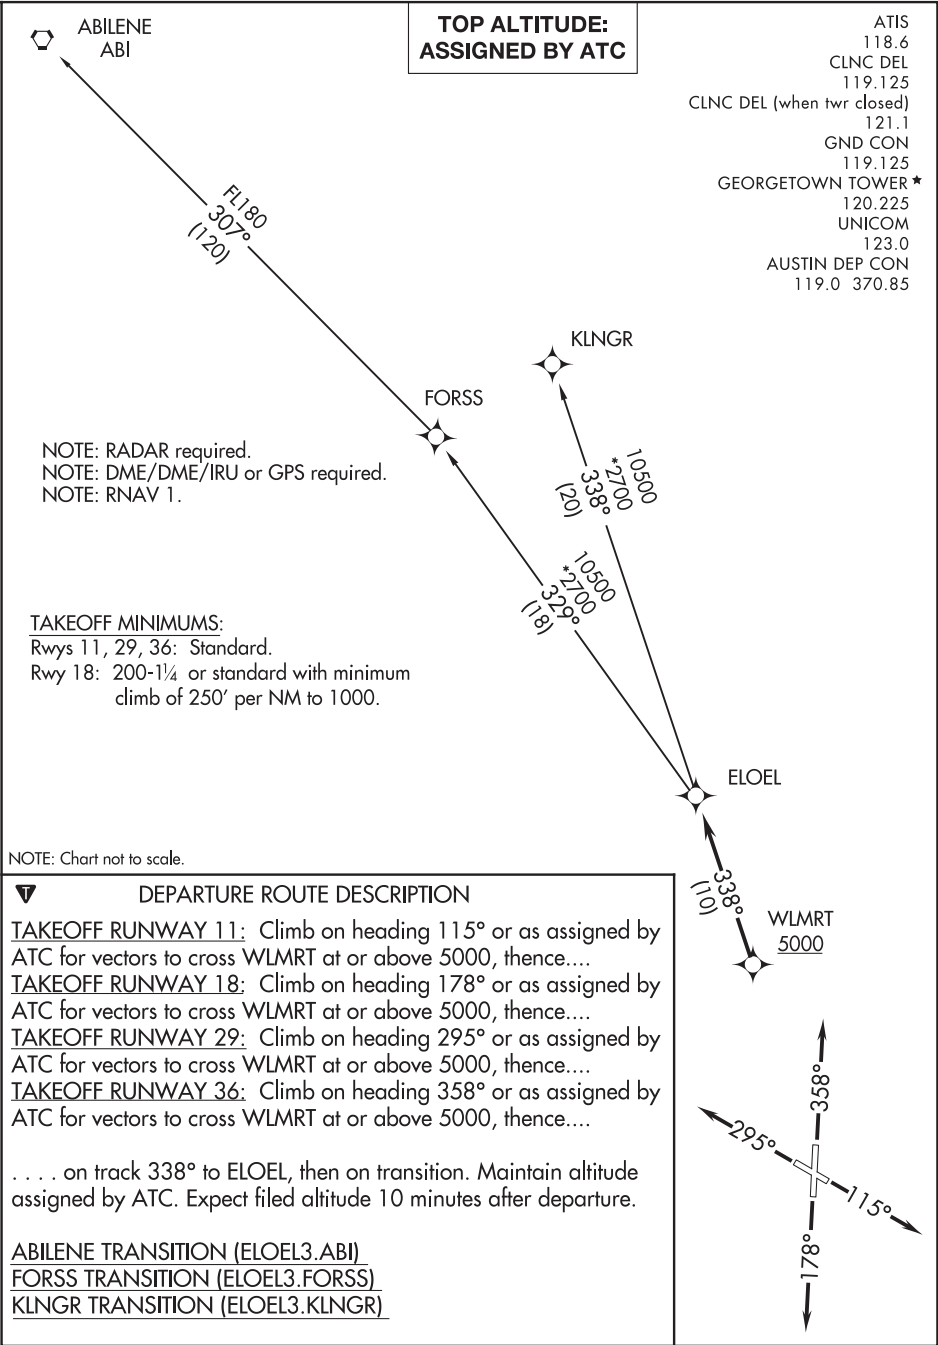 ABILENE
ABI
TOP ALTITUDE:
ASSIGNED BY ATC
ATIS
118.6
CLNC DEL
119.125
CLNC DEL (when twr closed)
121.1
GND CON
119.125
GEORGETOWN TOWER★
120.225
UNICOM
123.0
AUSTIN DEP CON
119.0 370.85
FL180
307°
(120)
KLNGR
FORSS
NOTE: RADAR required.
NOTE: DME/DME/IRU or GPS required.
NOTE: RNAV 1.
10500
*2700
338°
(20)
10500
*2700
329°
(18)
TAKEOFF MINIMUMS:
Rwys 11, 29, 36: Standard.
Rwy 18: 200-1¼ or standard with minimum
climb of 250' per NM to 1000.
ELOEL
NOTE: Chart not to scale.
338°
(10)
WLMRT
5000
T
DEPARTURE ROUTE DESCRIPTION
TAKEOFF RUNWAY 11: Climb on heading 115° or as assigned by
ATC for vectors to cross WLMRT at or above 5000, thence....
TAKEOFF RUNWAY 18: Climb on heading 178° or as assigned by
ATC for vectors to cross WLMRT at or above 5000, thence....
TAKEOFF RUNWAY 29: Climb on heading 295° or as assigned by
ATC for vectors to cross WLMRT at or above 5000, thence....
TAKEOFF RUNWAY 36: Climb on heading 358° or as assigned by
ATC for vectors to cross WLMRT at or above 5000, thence....
. . . . on track 338° to ELOEL, then on transition. Maintain altitude
assigned by ATC. Expect filed altitude 10 minutes after departure.
ABILENE TRANSITION (ELOEL3.ABI)
FORSS TRANSITION (ELOEL3.FORSS)
KLNGR TRANSITION (ELOEL3.KLNGR)
358°
295°
115°
178°